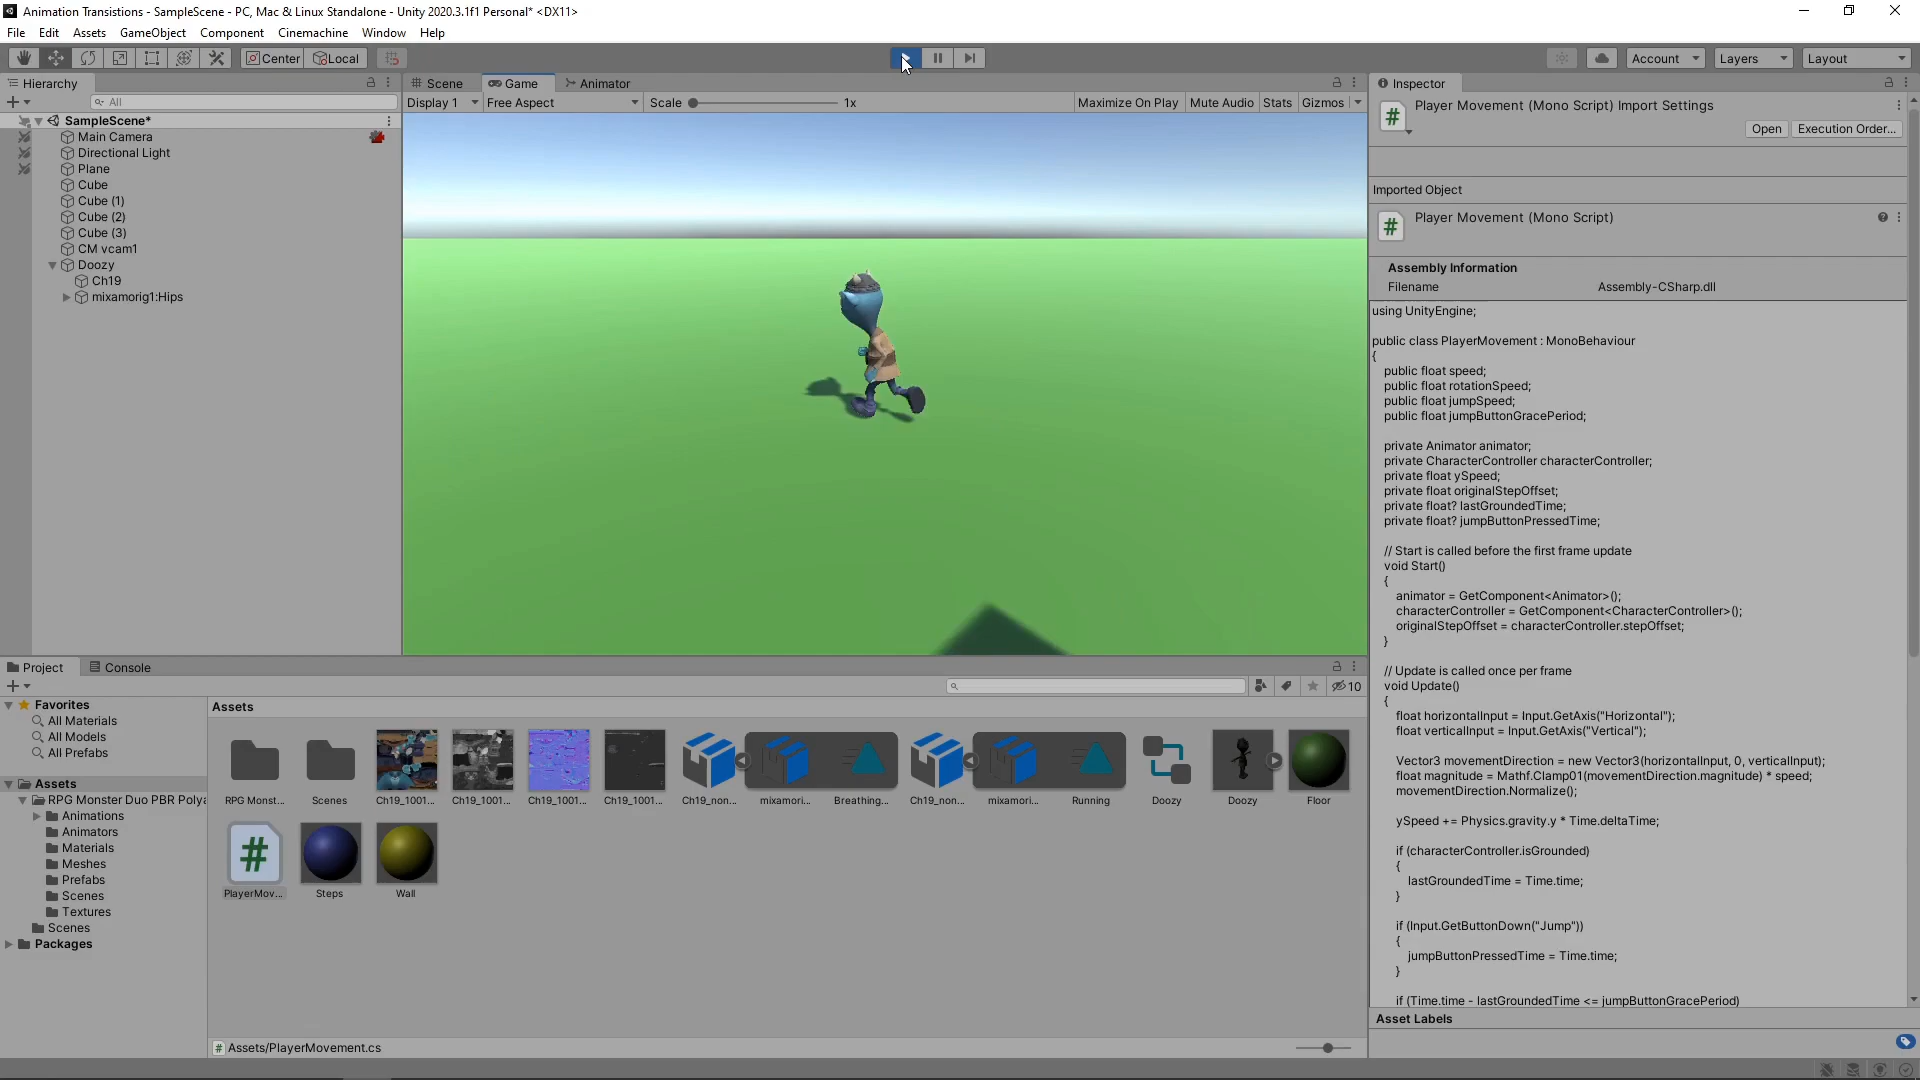 Animation Transistions - SampleScene - PC, Mac & Linux Standalone - Unity 2020.3.1f1 Personal* <DX11>
File Edit Assets GameObject Component Cinemachine Window Help
Center Local Account Layers Layout
Hierarchy
All
SampleScene*
Main Camera
Directional Light
Plane
Cube
Cube (1)
Cube (2)
Cube (3)
CM vcam1
Doozy
Ch19
mixamorig1:Hips
Scene Game Animator
Display 1 Free Aspect Scale 1x Maximize On Play Mute Audio Stats Gizmos
Inspector
Player Movement (Mono Script) Import Settings
Open Execution Order...
Imported Object
Player Movement (Mono Script)
Assembly Information
Filename Assembly-CSharp.dll
using UnityEngine;
public class PlayerMovement : MonoBehaviour
{
public float speed;
public float rotationSpeed;
public float jumpSpeed;
public float jumpButtonGracePeriod;
private Animator animator;
private CharacterController characterController;
private float ySpeed;
private float originalStepOffset;
private float? lastGroundedTime;
private float? jumpButtonPressedTime;
// Start is called before the first frame update
void Start()
{
animator = GetComponent<Animator>();
characterController = GetComponent<CharacterController>();
originalStepOffset = characterController.stepOffset;
}
// Update is called once per frame
void Update()
{
float horizontalInput = Input.GetAxis("Horizontal");
float verticalInput = Input.GetAxis("Vertical");
Vector3 movementDirection = new Vector3(horizontalInput, 0, verticalInput);
float magnitude = Mathf.Clamp01(movementDirection.magnitude) * speed;
movementDirection.Normalize();
ySpeed += Physics.gravity.y * Time.deltaTime;
if (characterController.isGrounded)
{
lastGroundedTime = Time.time;
}
if (Input.GetButtonDown("Jump"))
{
jumpButtonPressedTime = Time.time;
}
if (Time.time - lastGroundedTime <= jumpButtonGracePeriod)
Asset Labels
Project Console
10
Favorites
All Materials
All Models
All Prefabs
Assets
RPG Monster Duo PBR Polya
Animations
Animators
Materials
Meshes
Prefabs
Scenes
Textures
Scenes
Packages
Assets
RPG Monst... Scenes Ch19_1001... Ch19_1001... Ch19_1001... Ch19_1001... Ch19_non... mixamori... Breathing... Ch19_non... mixamori... Running Doozy Doozy Floor
PlayerMov... Steps Wall
Assets/PlayerMovement.cs